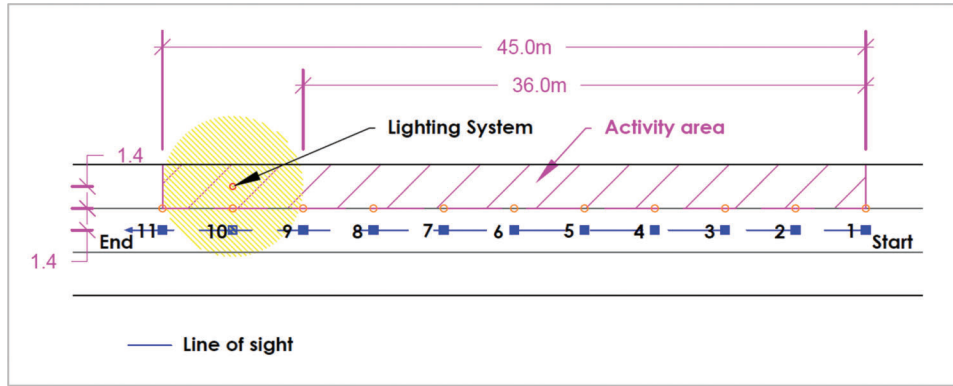 45.0m
36.0m
Lighting System
Activity area
1.4
11 10 9 8 7 6 5 4 3 2 1
End
Start
1.4
Line of sight